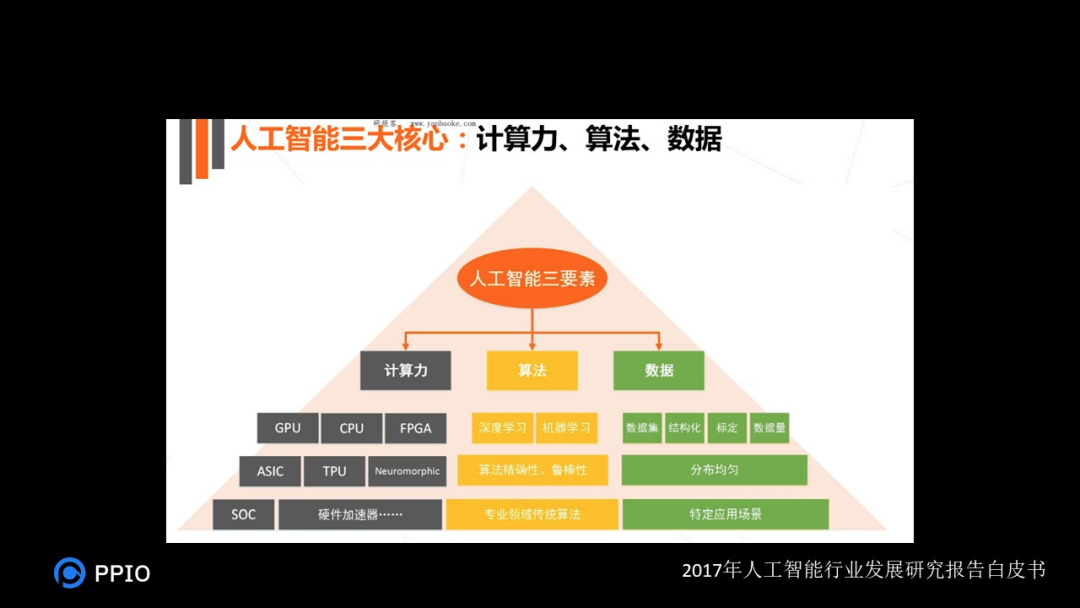 研报客 www.yanbaoke.com
人工智能三大核心：计算力、算法、数据
人工智能三要素
计算力 算法 数据
GPU CPU FPGA 深度学习 机器学习 数据集 结构化 标定 数据量
ASIC TPU Neuromorphic 算法精确性、鲁棒性 分布均匀
SOC 硬件加速器…… 专业领域传统算法 特定应用场景
PPIO 2017年人工智能行业发展研究报告白皮书